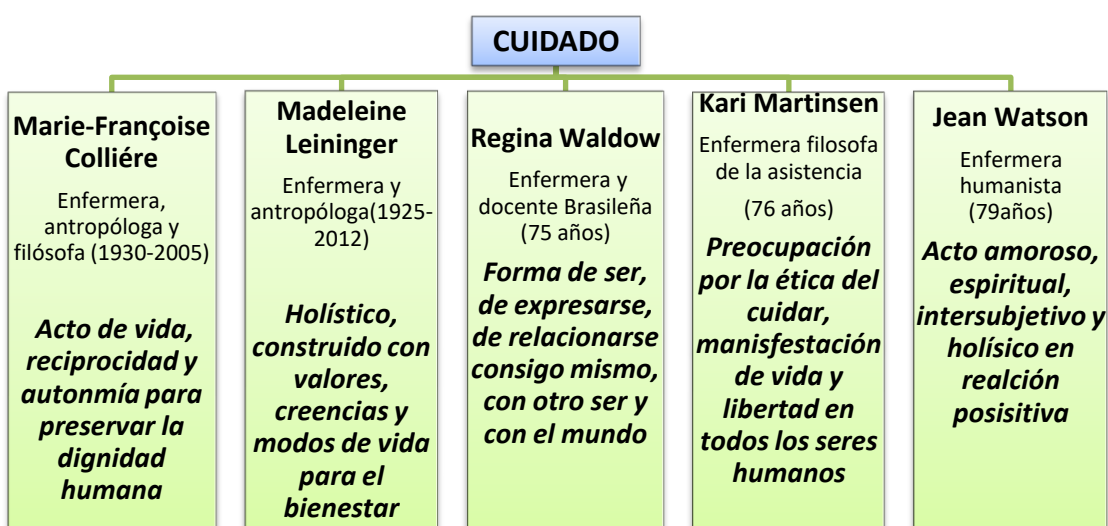 CUIDADO
Marie-Françoise
Colliére
Enfermera,
antropóloga y
filósofa (1930-2005)
Acto de vida,
reciprocidad y
autonmía para
preservar la
dignidad
humana
Madeleine
Leininger
Enfermera y
antropóloga(1925-
2012)
Holístico,
construido con
valores,
creencias y
modos de vida
para el
bienestar
Regina Waldow
Enfermera y
docente Brasileña
(75 años)
Forma de ser,
de expresarse,
de relacionarse
consigo mismo,
con otro ser y
con el mundo
Kari Martinsen
Enfermera filosofa
de la asistencia
(76 años)
Preocupación
por la ética del
cuidar,
manisfestación
de vida y
libertad en
todos los seres
humanos
Jean Watson
Enfermera
humanista
(79años)
Acto amoroso,
espiritual,
intersubjetivo y
holísico en
realción
posisitiva